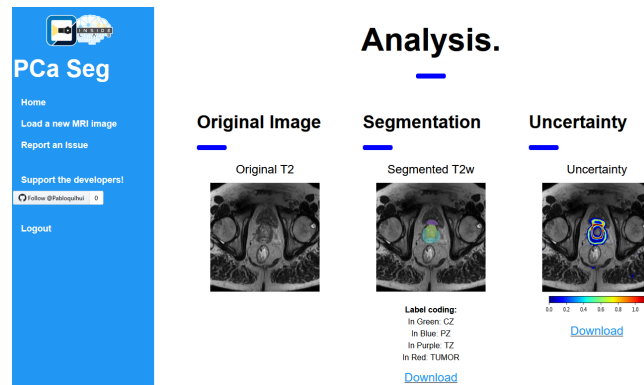 INSIDE
PCa Seg
Home
Load a new MRI image
Report an Issue
Support the developers!
Follow @Pabloquihui 0
Logout
Analysis.
Original Image
Original T2
Segmentation
Segmented T2w
Label coding:
In Green: CZ
In Blue: PZ
In Purple: TZ
In Red: TUMOR
Download
Uncertainty
Uncertainty
0.0 0.2 0.4 0.6 0.8 1.0
Download